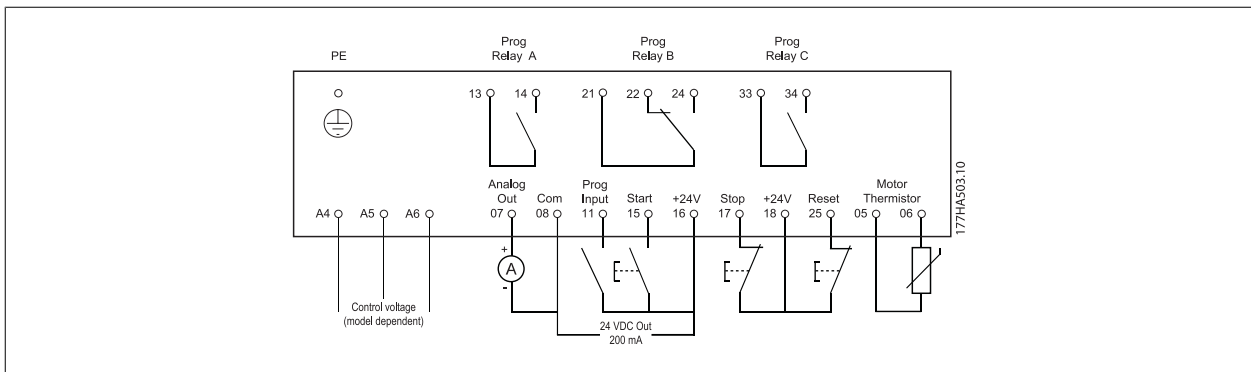 PE
Prog
Relay A
Prog
Relay B
Prog
Relay C
13
14
21
22
24
33
34
Analog
Out
07
Com
08
Prog
Input
11
Start
15
+24V
16
Stop
17
+24V
18
Reset
25
Motor
Thermistor
05
06
A4
A5
A6
+
A
-
Control voltage
(model dependent)
24 VDC Out
200 mA
177HA503.10